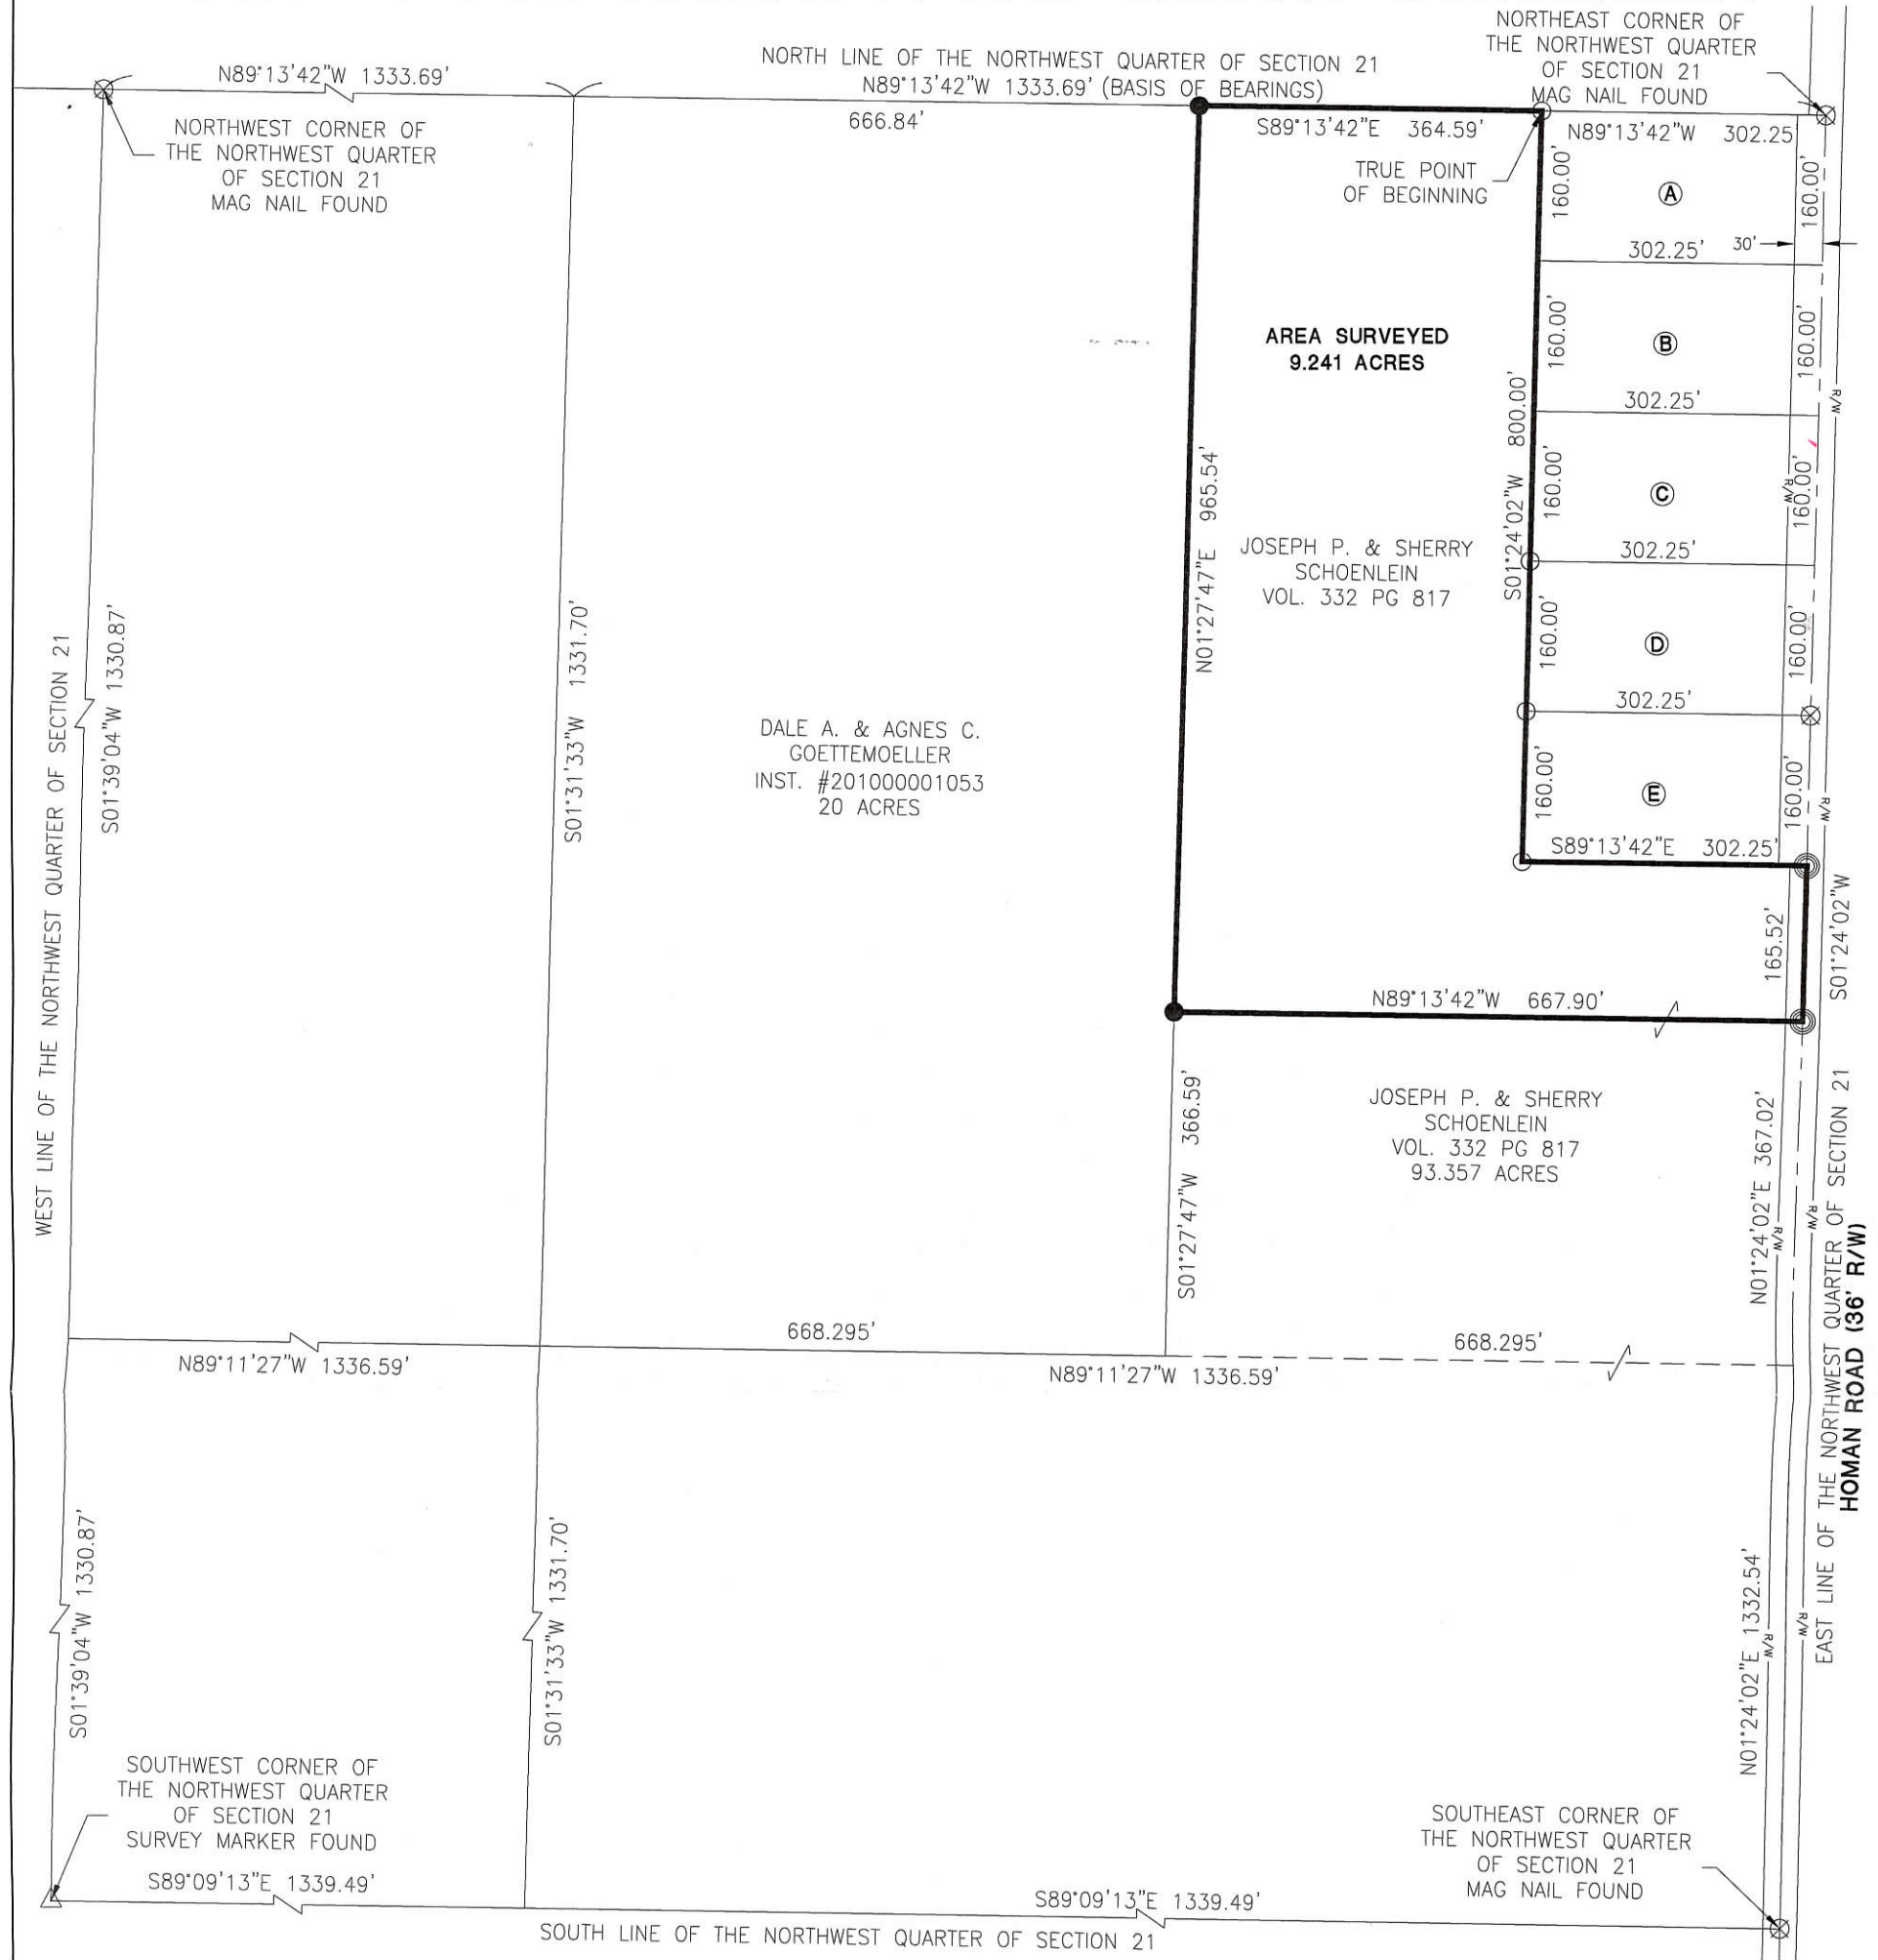 NORTHEAST CORNER OF
THE NORTHWEST QUARTER
OF SECTION 21
MAG NAIL FOUND
NORTH LINE OF THE NORTHWEST QUARTER OF SECTION 21
N89°13'42"W 1333.69' (BASIS OF BEARINGS)
N89°13'42"W 1333.69'
666.84'
S89°13'42"E 364.59'
N89°13'42"W 302.25'
NORTHWEST CORNER OF
THE NORTHWEST QUARTER
OF SECTION 21
MAG NAIL FOUND
TRUE POINT
OF BEGINNING
160.00'
A
160.00'
302.25'
30'
AREA SURVEYED
9.241 ACRES
160.00'
B
160.00'
R/W
302.25'
S01°24'02"W 800.00'
160.00'
C
R/W
160.00'
302.25'
N01°27'47"E 965.54'
JOSEPH P. & SHERRY
SCHOENLEIN
VOL. 332 PG 817
160.00'
D
160.00'
302.25'
WEST LINE OF THE NORTHWEST QUARTER OF SECTION 21
S01°39'04"W 1330.87'
S01°31'33"W 1331.70'
DALE A. & AGNES C.
GOETTEMOELLER
INST. #201000001053
20 ACRES
160.00'
E
160.00'
R/W
S89°13'42"E 302.25'
165.52'
S01°24'02"W
N89°13'42"W 667.90'
S01°27'47"W 366.59'
JOSEPH P. & SHERRY
SCHOENLEIN
VOL. 332 PG 817
93.357 ACRES
N01°24'02"E 367.02'
R/W
R/W
EAST LINE OF THE NORTHWEST QUARTER OF SECTION 21
HOMAN ROAD (36' R/W)
668.295'
668.295'
N89°11'27"W 1336.59'
N89°11'27"W 1336.59'
S01°39'04"W 1330.87'
S01°31'33"W 1331.70'
N01°24'02"E 1332.54'
R/W
R/W
SOUTHWEST CORNER OF
THE NORTHWEST QUARTER
OF SECTION 21
SURVEY MARKER FOUND
SOUTHEAST CORNER OF
THE NORTHWEST QUARTER
OF SECTION 21
MAG NAIL FOUND
S89°09'13"E 1339.49'
S89°09'13"E 1339.49'
SOUTH LINE OF THE NORTHWEST QUARTER OF SECTION 21